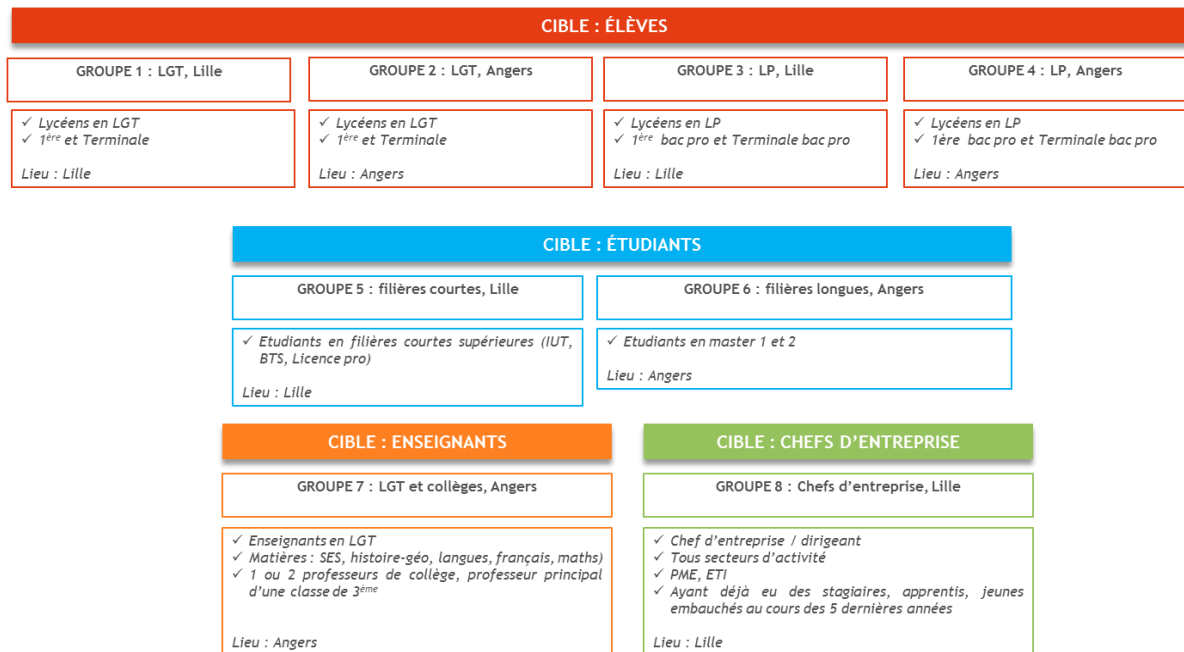 CIBLE : ÉLÈVES
GROUPE 1 : LGT, Lille
✓ Lycéens en LGT
✓ 1ère et Terminale
Lieu : Lille
GROUPE 2 : LGT, Angers
✓ Lycéens en LGT
✓ 1ère et Terminale
Lieu : Angers
GROUPE 3 : LP, Lille
✓ Lycéens en LP
✓ 1ère bac pro et Terminale bac pro
Lieu : Lille
GROUPE 4 : LP, Angers
✓ Lycéens en LP
✓ 1ère bac pro et Terminale bac pro
Lieu : Angers
CIBLE : ÉTUDIANTS
GROUPE 5 : filières courtes, Lille
✓ Etudiants en filières courtes supérieures (IUT,
BTS, Licence pro)
Lieu : Lille
GROUPE 6 : filières longues, Angers
✓ Etudiants en master 1 et 2
Lieu : Angers
CIBLE : ENSEIGNANTS
GROUPE 7 : LGT et collèges, Angers
✓ Enseignants en LGT
✓ Matières : SES, histoire-géo, langues, français, maths)
✓ 1 ou 2 professeurs de collège, professeur principal
d'une classe de 3ème
Lieu : Angers
CIBLE : CHEFS D'ENTREPRISE
GROUPE 8 : Chefs d'entreprise, Lille
✓ Chef d'entreprise / dirigeant
✓ Tous secteurs d'activité
✓ PME, ETI
✓ Ayant déjà eu des stagiaires, apprentis, jeunes
embauchés au cours des 5 dernières années
Lieu : Lille